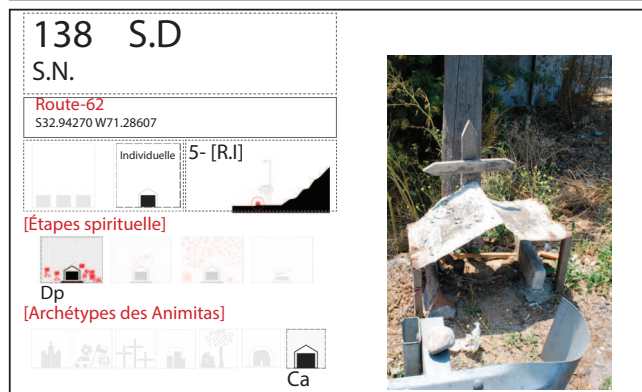 138 S.D
S.N.
Route-62
S32.94270 W71.28607
Individuelle
5- [R.I]
[Étapes spirituelle]
Dp
[Archétypes des Animitas]
Ca